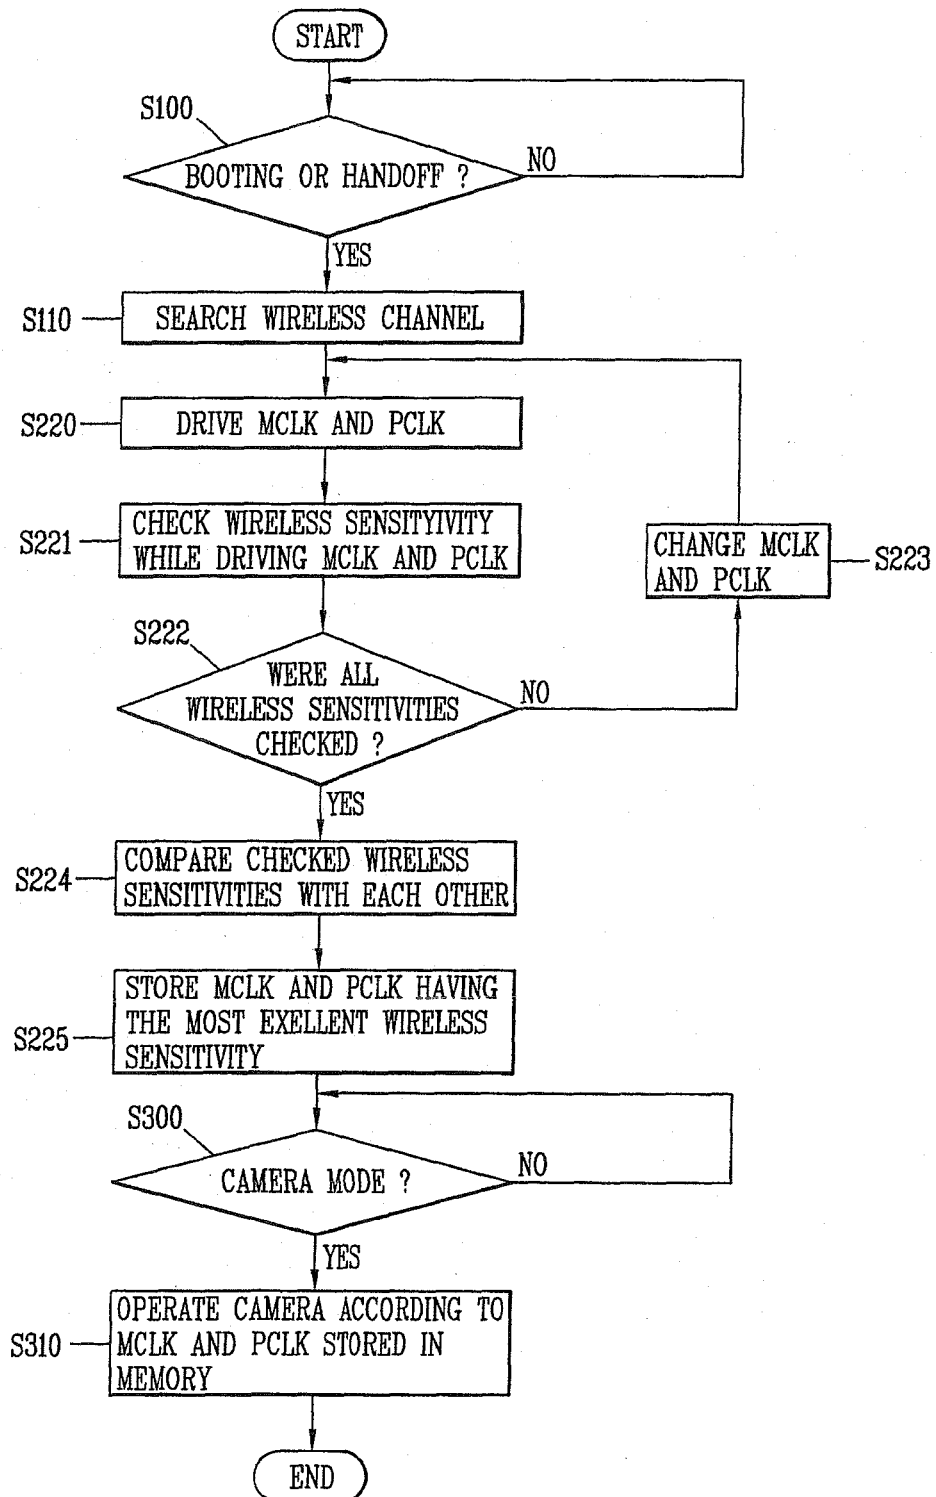 START
S100
BOOTING OR HANDOFF ?
NO
YES
S110
SEARCH WIRELESS CHANNEL
S220
DRIVE MCLK AND PCLK
S221
CHECK WIRELESS SENSITYIVITY
WHILE DRIVING MCLK AND PCLK
CHANGE MCLK
AND PCLK
S223
S222
WERE ALL
WIRELESS SENSITIVITIES
CHECKED ?
NO
YES
S224
COMPARE CHECKED WIRELESS
SENSITIVITIES WITH EACH OTHER
S225
STORE MCLK AND PCLK HAVING
THE MOST EXELLENT WIRELESS
SENSITIVITY
S300
CAMERA MODE ?
NO
YES
S310
OPERATE CAMERA ACCORDING TO
MCLK AND PCLK STORED IN
MEMORY
END